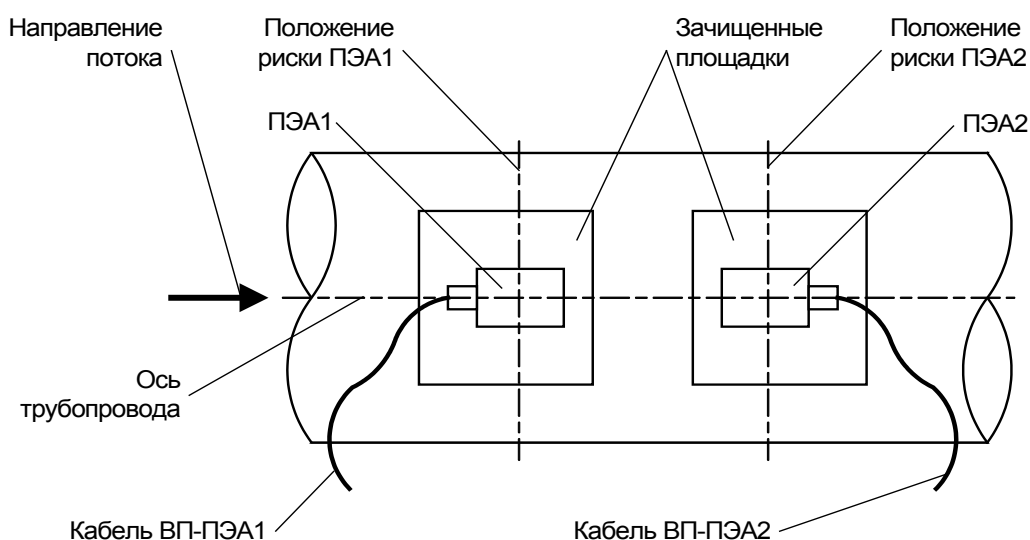 Направление
потока
Положение
риски ПЭА1
Зачищенные
площадки
Положение
риски ПЭА2
ПЭА1
ПЭА2
Ось
трубопровода
Кабель ВП-ПЭА1
Кабель ВП-ПЭА2